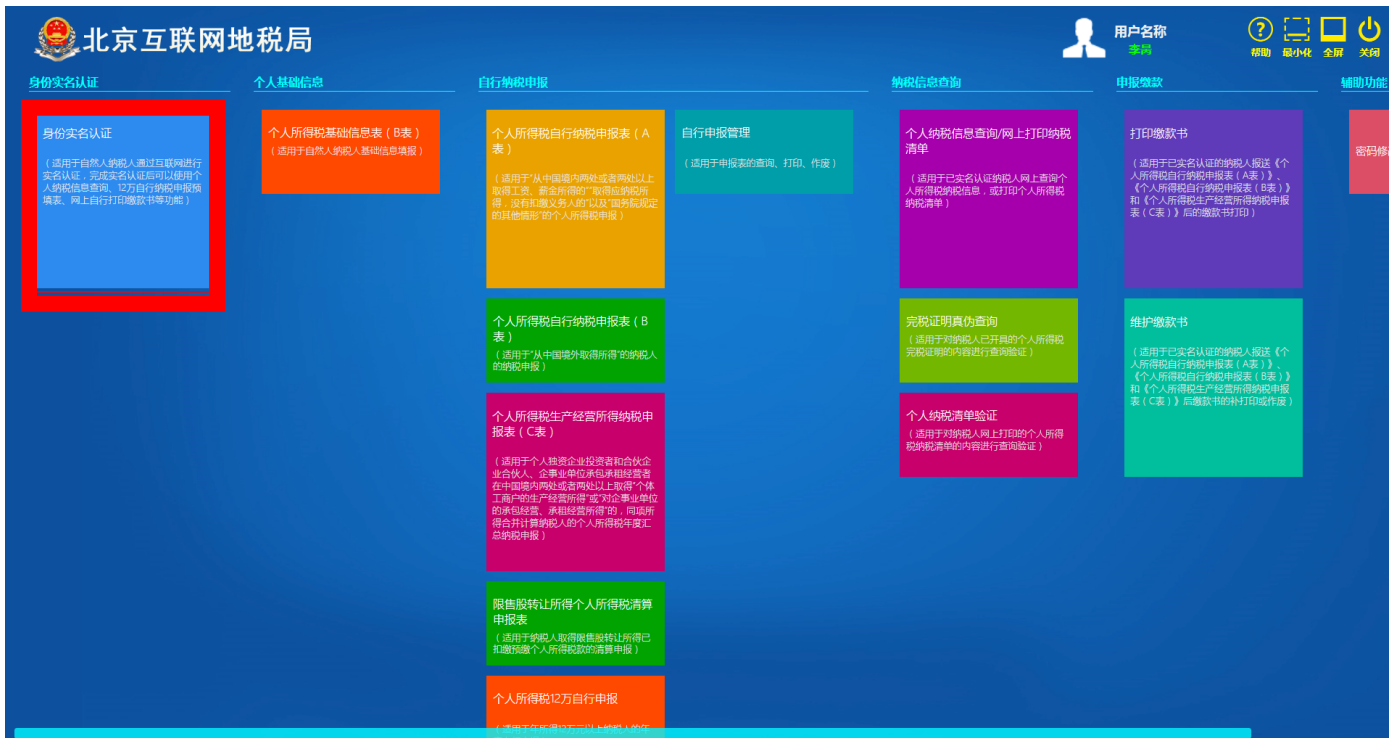 北京互联网地税局
用户名称
李勇
帮助
最小化
全屏
关闭
身份实名认证
个人基础信息
自行纳税申报
纳税信息查询
申报缴款
辅助功能
身份实名认证
（适用于自然人纳税人通过互联网进行
实名认证，完成实名认证后可以使用个
人纳税信息查询、12万自行纳税申报预
填表、网上自行打印缴款书等功能）
个人所得税基础信息表（B表）
（适用于自然人纳税人基础信息填报）
个人所得税自行纳税申报表（A
表）
（适用于"从中国境内两处或者两处以上
取得工资、薪金所得的""取得应纳税所
得，没有扣缴义务人的"以及"国务院规定
的其他情形"的个人所得税申报）
个人所得税自行纳税申报表（B
表）
（适用于"从中国境外取得所得"的纳税人
的纳税申报）
个人所得税生产经营所得纳税申
报表（C表）
（适用于个人独资企业投资者和合伙企
业合伙人、企事业单位承包承租经营者
在中国境内两处或者两处以上取得"个体
工商户的生产经营所得"或"对企事业单位
的承包经营、承租经营所得"的，同项所
得合并计算纳税人的个人所得税年度汇
总纳税申报）
限售股转让所得个人所得税清算
申报表
（适用于纳税人取得限售股转让所得已
扣缴预缴个人所得税款的清算申报）
个人所得税12万自行申报
（适用于年所得12万元以上纳税人的年
自行申报管理
（适用于申报表的查询、打印、作废）
个人纳税信息查询/网上打印纳税
清单
（适用于已实名认证纳税人网上查询个
人所得税纳税信息，或打印个人所得税
纳税清单）
完税证明真伪查询
（适用于对纳税人已开具的个人所得税
完税证明的内容进行查询验证）
个人纳税清单验证
（适用于对纳税人网上打印的个人所得
税纳税清单的内容进行查询验证）
打印缴款书
（适用于已实名认证的纳税人报送《个
人所得税自行纳税申报表（A表）》、
《个人所得税自行纳税申报表（B表）》
和《个人所得税生产经营所得纳税申报
表（C表）》后的缴款书打印）
维护缴款书
（适用于已实名认证的纳税人报送《个
人所得税自行纳税申报表（A表）》、
《个人所得税自行纳税申报表（B表）》
和《个人所得税生产经营所得纳税申报
表（C表）》后缴款书的补打印或作废）
密码修